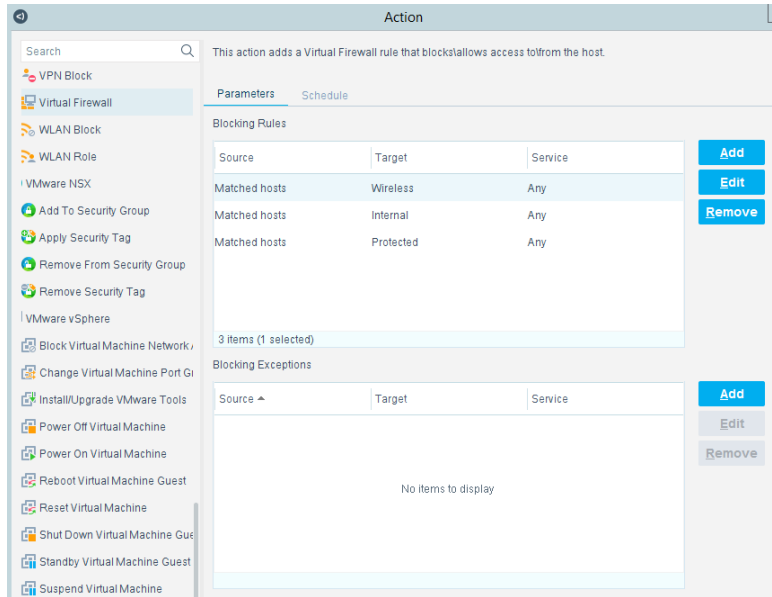 Action
Search
VPN Block
Virtual Firewall
WLAN Block
WLAN Role
VMware NSX
Add To Security Group
Apply Security Tag
Remove From Security Group
Remove Security Tag
VMware vSphere
Block Virtual Machine Network
Change Virtual Machine Port Gr
Install/Upgrade VMware Tools
Power Off Virtual Machine
Power On Virtual Machine
Reboot Virtual Machine Guest
Reset Virtual Machine
Shut Down Virtual Machine Gue
Standby Virtual Machine Guest
Suspend Virtual Machine
This action adds a Virtual Firewall rule that blocks\allows access to\from the host.
Parameters Schedule
Blocking Rules
Source Target Service
Matched hosts Wireless Any
Matched hosts Internal Any
Matched hosts Protected Any
3 items (1 selected)
Add
Edit
Remove
Blocking Exceptions
Source Target Service
No items to display
Add
Edit
Remove